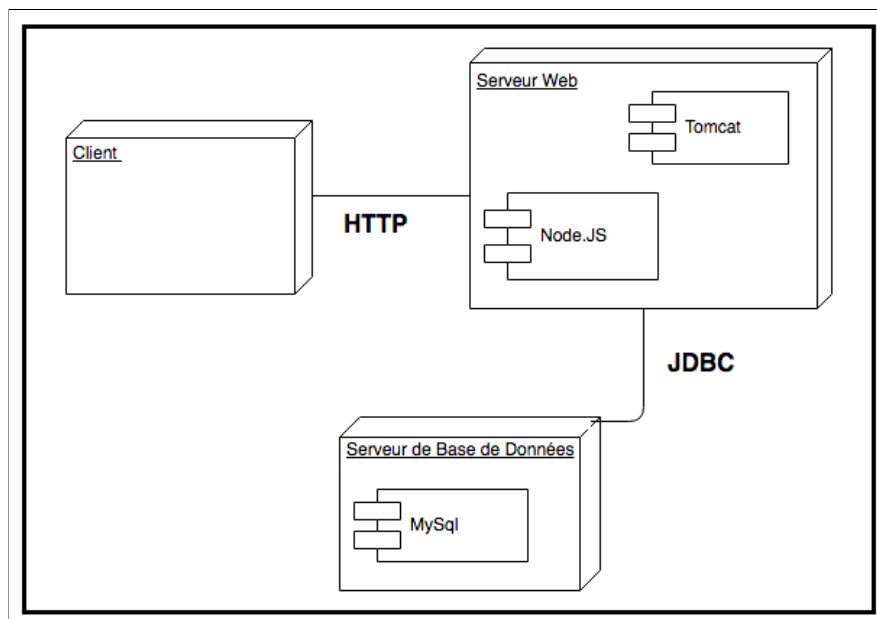 Serveur Web
Tomcat
Client
HTTP
Node.JS
JDBC
Serveur de Base de Données
MySql